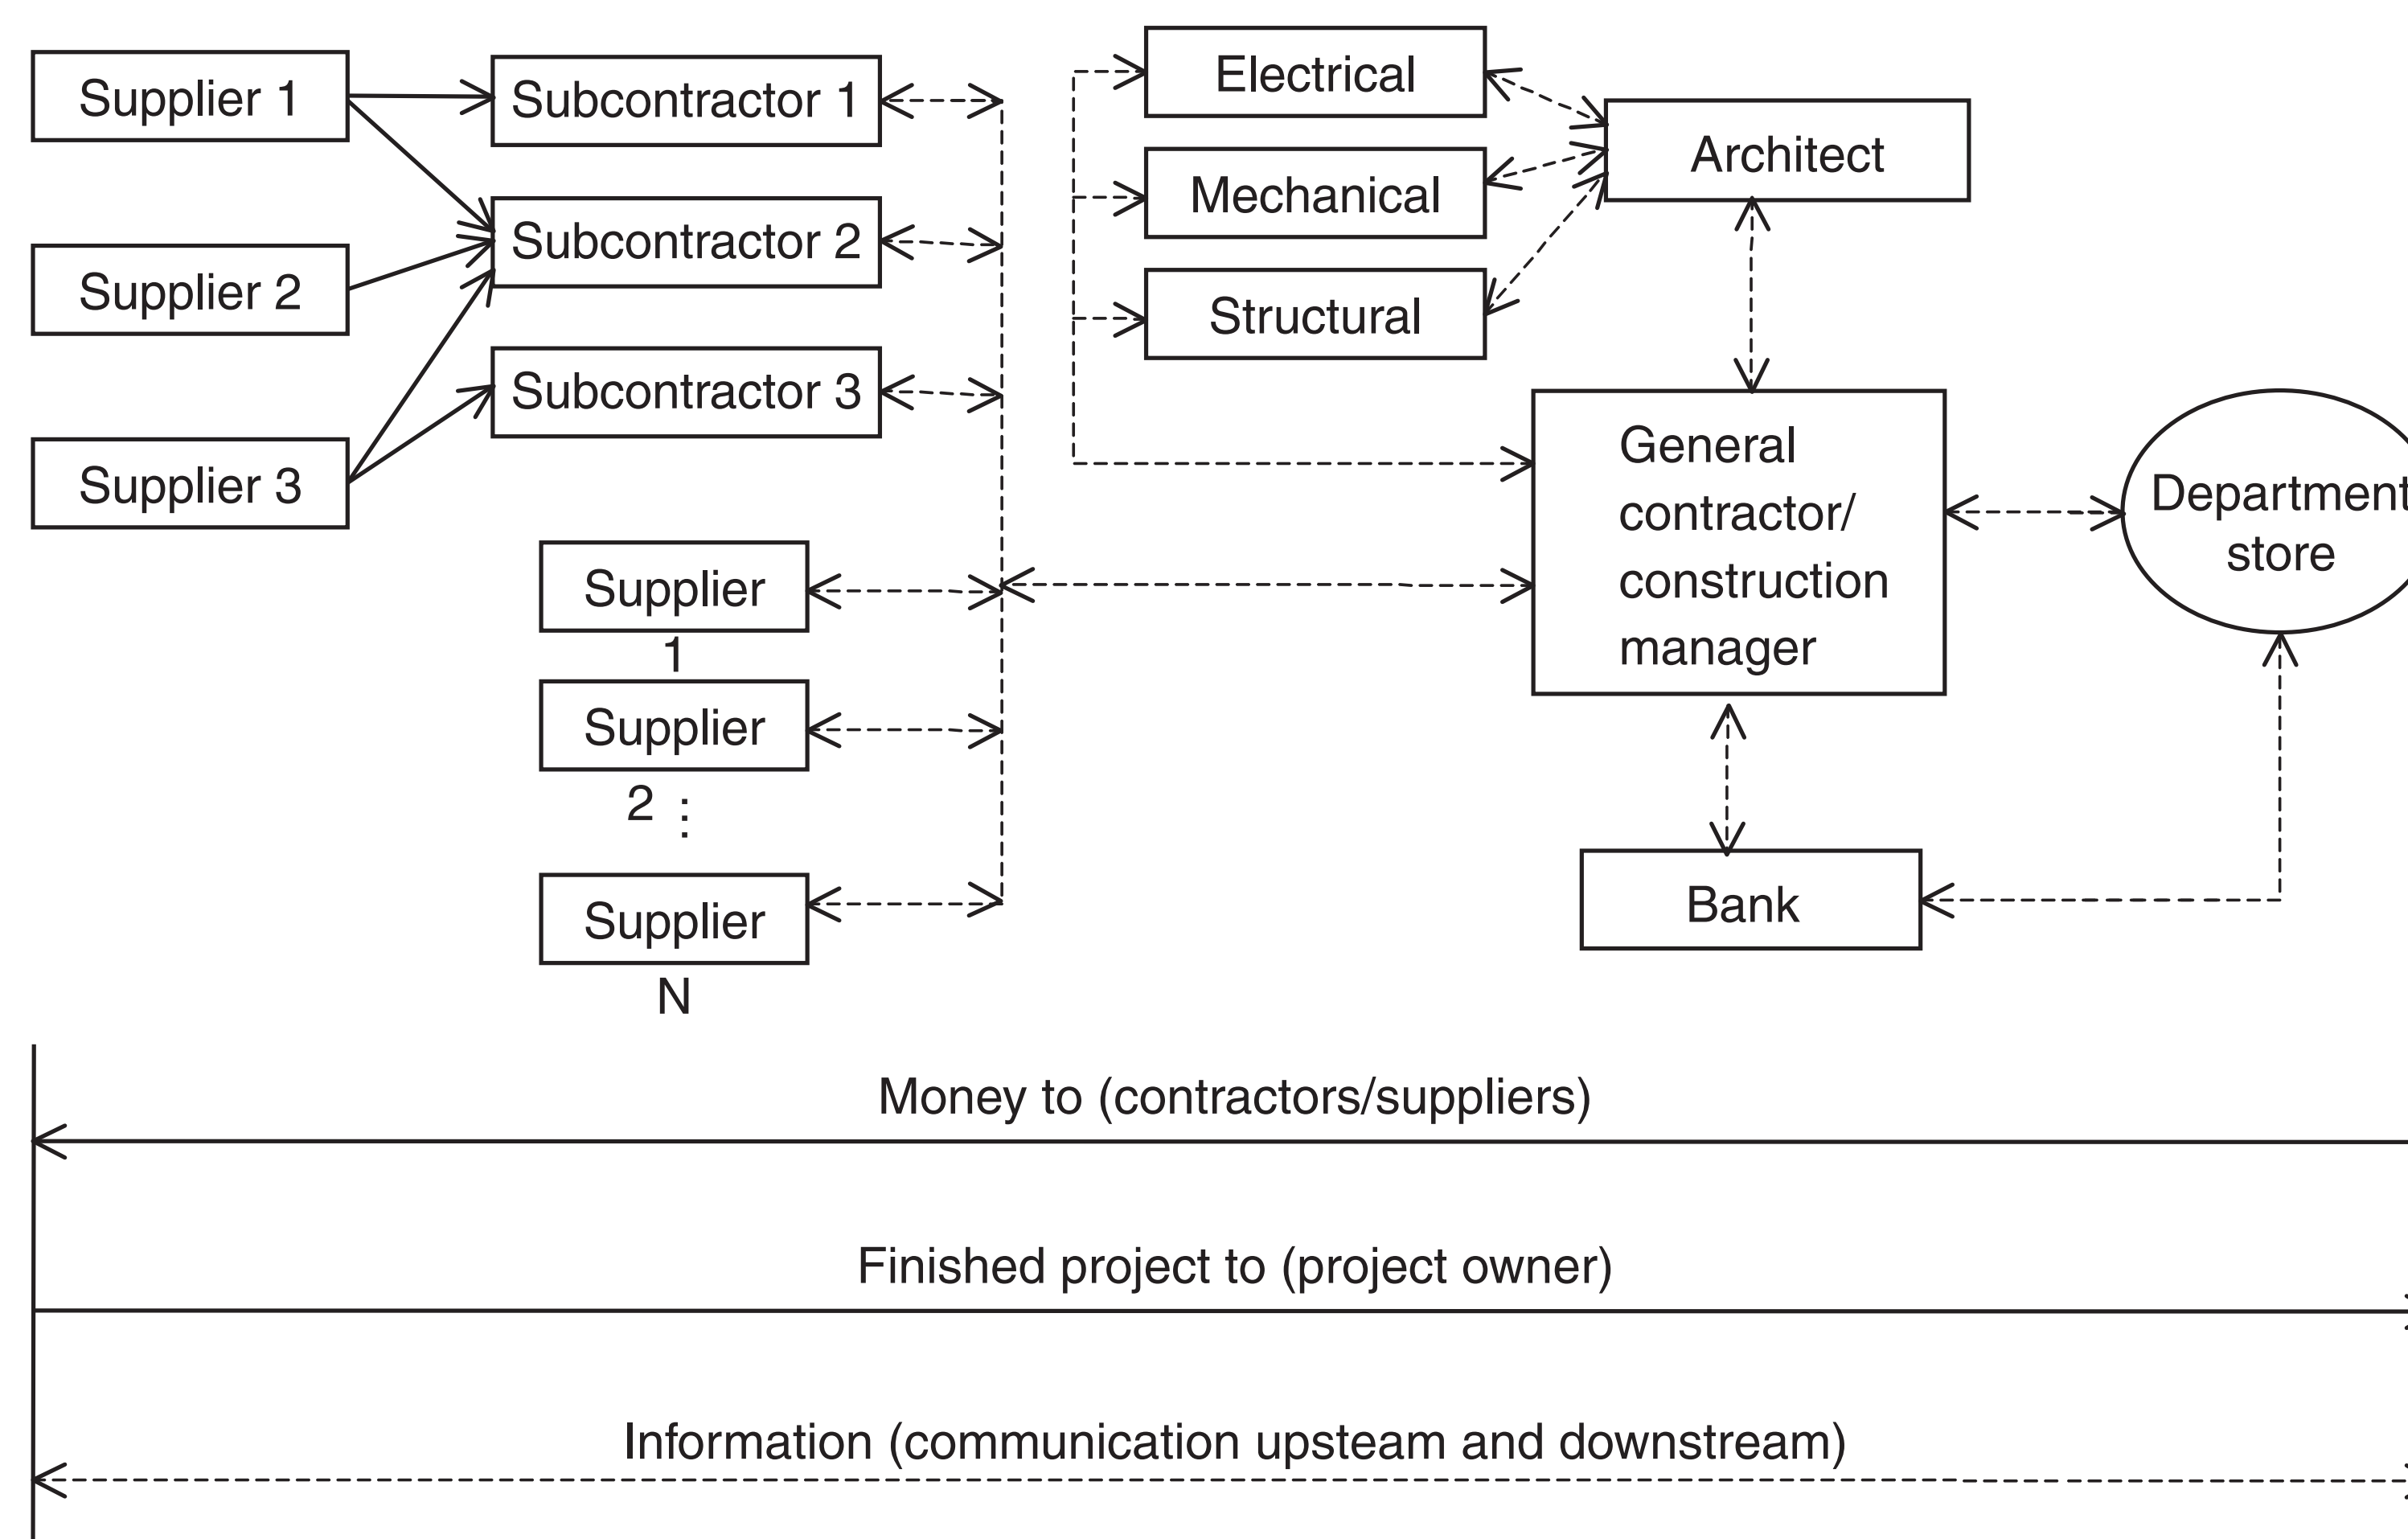 Supplier 1
Subcontractor 1
Electrical
Architect
Mechanical
Supplier 2
Subcontractor 2
Structural
Supplier 3
Subcontractor 3
General
contractor/
construction
manager
Department
store
Supplier
1
Supplier
2 :
Supplier
N
Bank
Money to (contractors/suppliers)
Finished project to (project owner)
Information (communication upsteam and downstream)